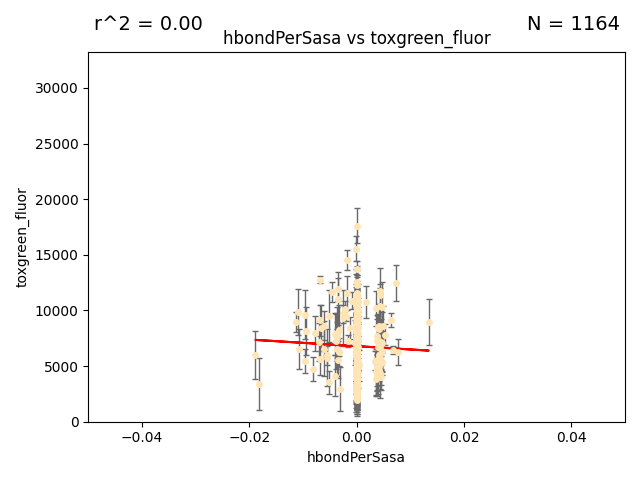 r^2 = 0.00
N = 1164
hbondPerSasa vs toxgreen_fluor
30000
25000
20000
15000
10000
5000
0
toxgreen_fluor
−0.04
−0.02
0.00
0.02
0.04
hbondPerSasa